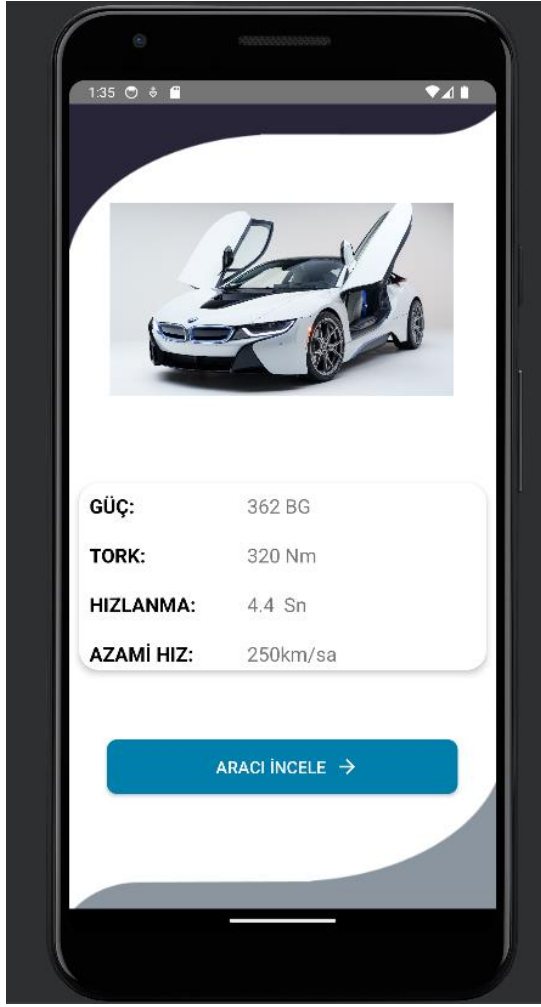 1:35
GÜÇ: 362 BG
TORK: 320 Nm
HIZLANMA: 4.4  Sn
AZAMİ HIZ: 250km/sa
ARACI İNCELE →